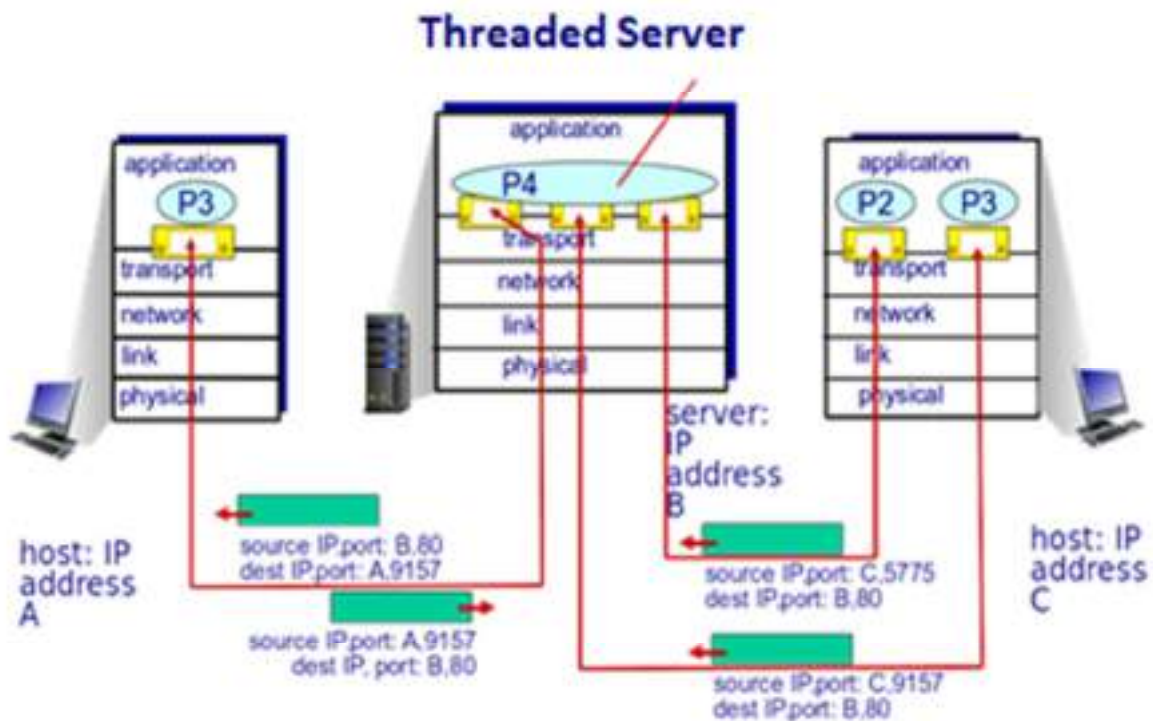 Threaded Server
application
P3
transport
network
link
physical
application
P4
transport
network
link
physical
application
P2
P3
transport
network
link
physical
server:
IP
address
B
host: IP
address
A
source IP,port: B,80
dest IP,port: A,9157
source IP,port: A,9157
dest IP, port: B,80
source IP,port: C,5775
dest IP,port: B,80
source IP,port: C,9157
dest IP,port: B,80
host: IP
address
C